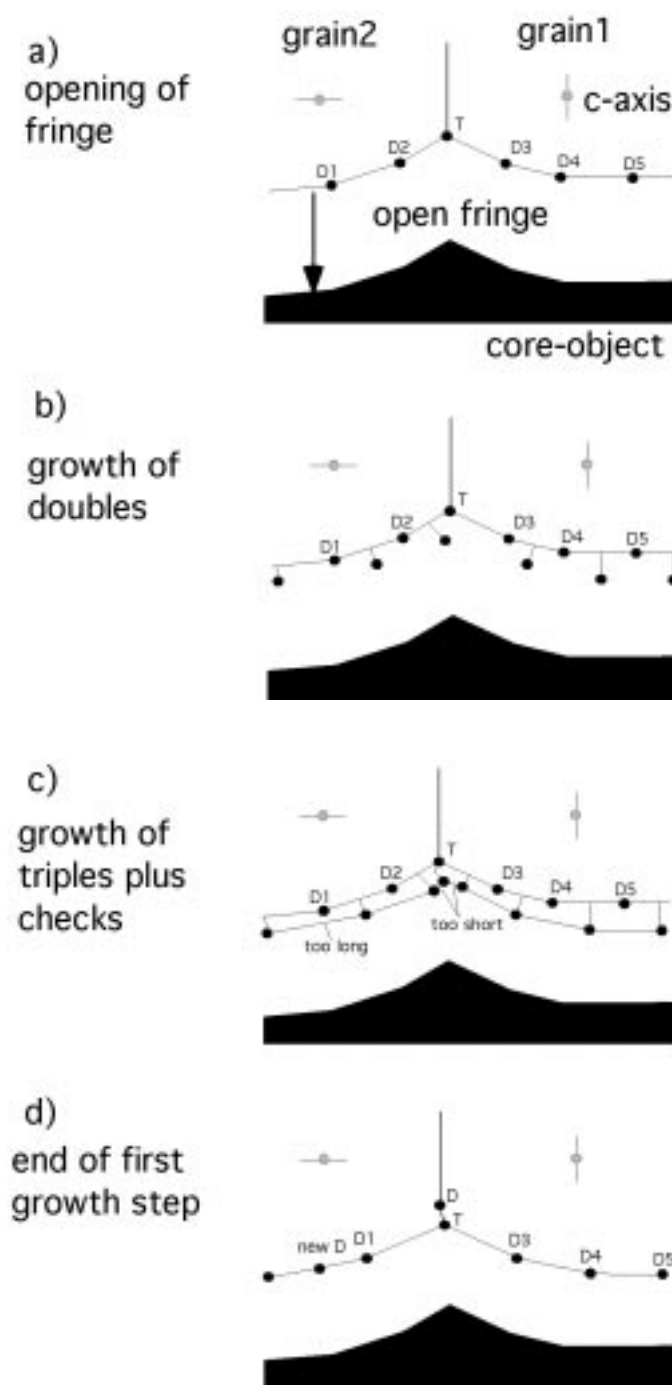 a)
opening of
fringe
grain2
grain1
c-axis
T
D1
D2
D3
D4
D5
open fringe
core-object
b)
growth of
doubles
T
D1
D2
D3
D4
D5
c)
growth of
triples plus
checks
T
D1
D2
D3
D4
D5
too long
too short
d)
end of first
growth step
D
T
new D
D1
D3
D4
D5